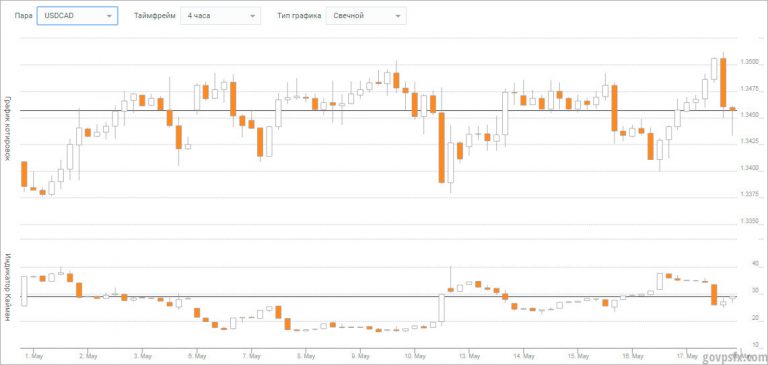 Пара USDCAD Таймфрейм 4 часа Тип графика Свечной
График котировок
1.3500
1.3475
1.3450
1.3425
1.3400
1.3375
1.3350
Индикатор Кайман
40
30
20
10
1. May 2. May 3. May 4. May 5. May 6. May 7. May 8. May 9. May 10. May 11. May 12. May 13. May 14. May 15. May 16. May 17. May
govpsfx.com